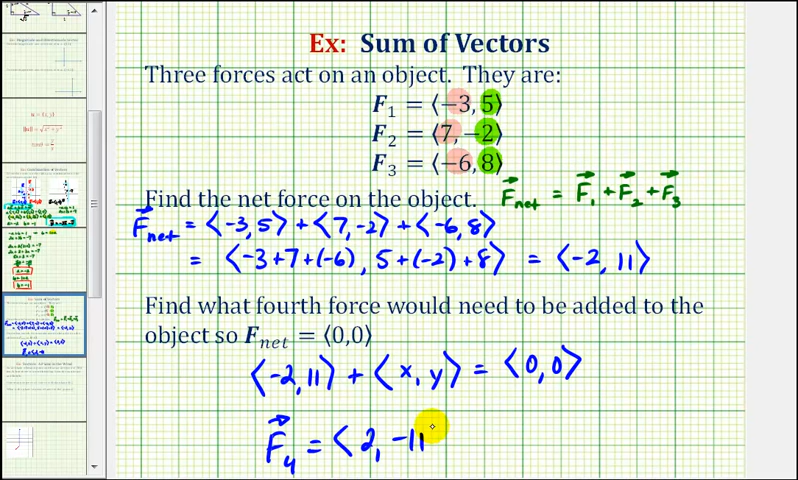 Ex: Sum of Vectors
Three forces act on an object. They are:
F₁ = ⟨−3, 5⟩
F₂ = ⟨7, −2⟩
F₃ = ⟨−6, 8⟩
Find the net force on the object. F⃗net = F⃗₁ + F⃗₂ + F⃗₃
F⃗net = ⟨-3, 5⟩ + ⟨7, -2⟩ + ⟨-6, 8⟩
= ⟨-3+7+(-6), 5+(-2)+8⟩ = ⟨-2, 11⟩
Find what fourth force would need to be added to the
object so Fnet = ⟨0,0⟩
⟨-2, 11⟩ + ⟨x, y⟩ = ⟨0, 0⟩
F⃗₄ = ⟨2, -11